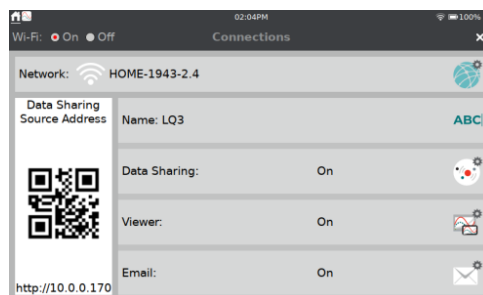 02:04PM
100%
Wi-Fi: On Off
Connections
×
Network: HOME-1943-2.4
Data Sharing
Source Address
Name: LQ3
ABC
Data Sharing: On
Viewer: On
Email: On
http://10.0.0.170